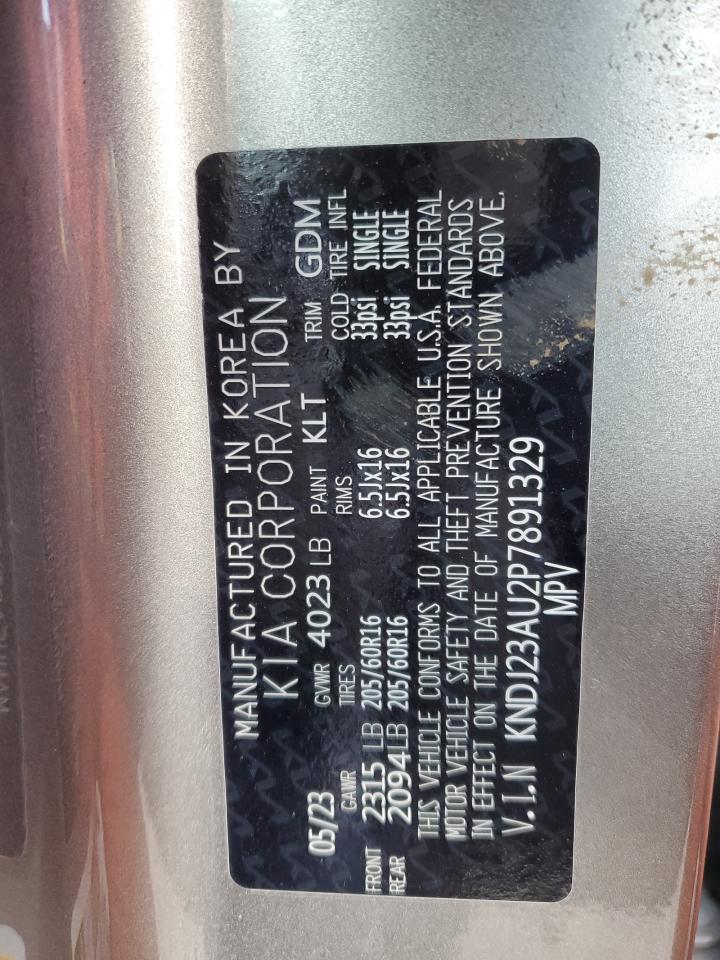 MANUFACTURED IN KOREA BY
KIA CORPORATION
05/23 GVWR 4023 LB PAINT KLT TRIM GDM
GAWR TIRES RIMS COLD TIRE INFL
FRONT 2315 LB 205/60R16 6.5Jx16 33psi SINGLE
REAR 2094LB 205/60R16 6.5Jx16 33psi SINGLE
THIS VEHICLE CONFORMS TO ALL APPLICABLE U.S.A. FEDERAL
MOTOR VEHICLE SAFETY AND THEFT PREVENTION STANDARDS
IN EFFECT ON THE DATE OF MANUFACTURE SHOWN ABOVE.
V.I.N KNDJ23AU2P7891329
MPV